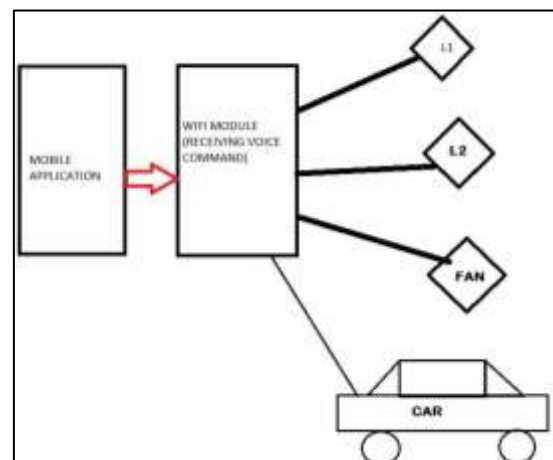 MOBILE
APPLICATION
WIFI MODULE
(RECEIVING VOICE
COMMAND)
L1
L2
FAN
CAR